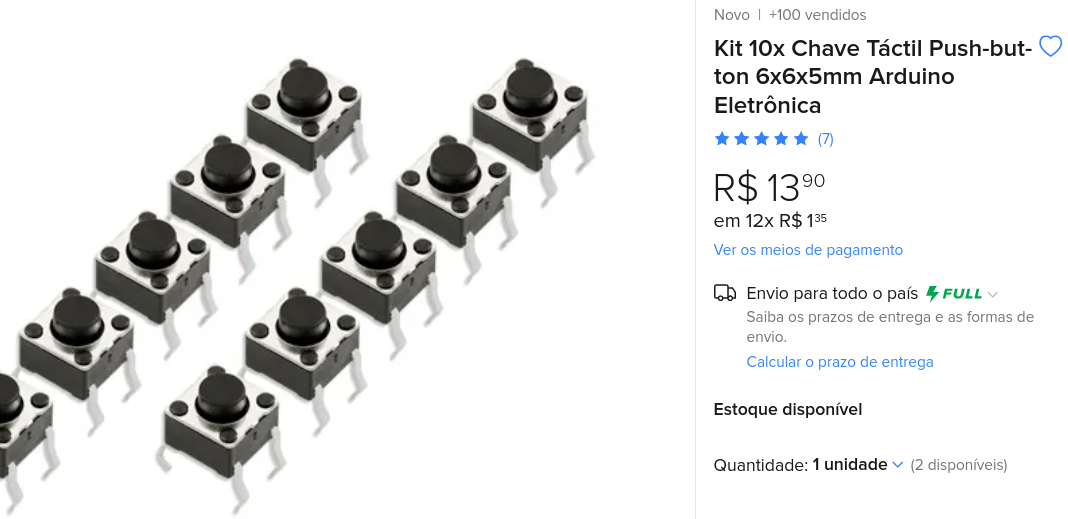 Novo | +100 vendidos
Kit 10x Chave Táctil Push-but-
ton 6x6x5mm Arduino
Eletrônica
(7)
R$ 13 90
em 12x R$ 1 35
Ver os meios de pagamento
Envio para todo o país FULL
Saiba os prazos de entrega e as formas de
envio.
Calcular o prazo de entrega
Estoque disponível
Quantidade: 1 unidade (2 disponíveis)